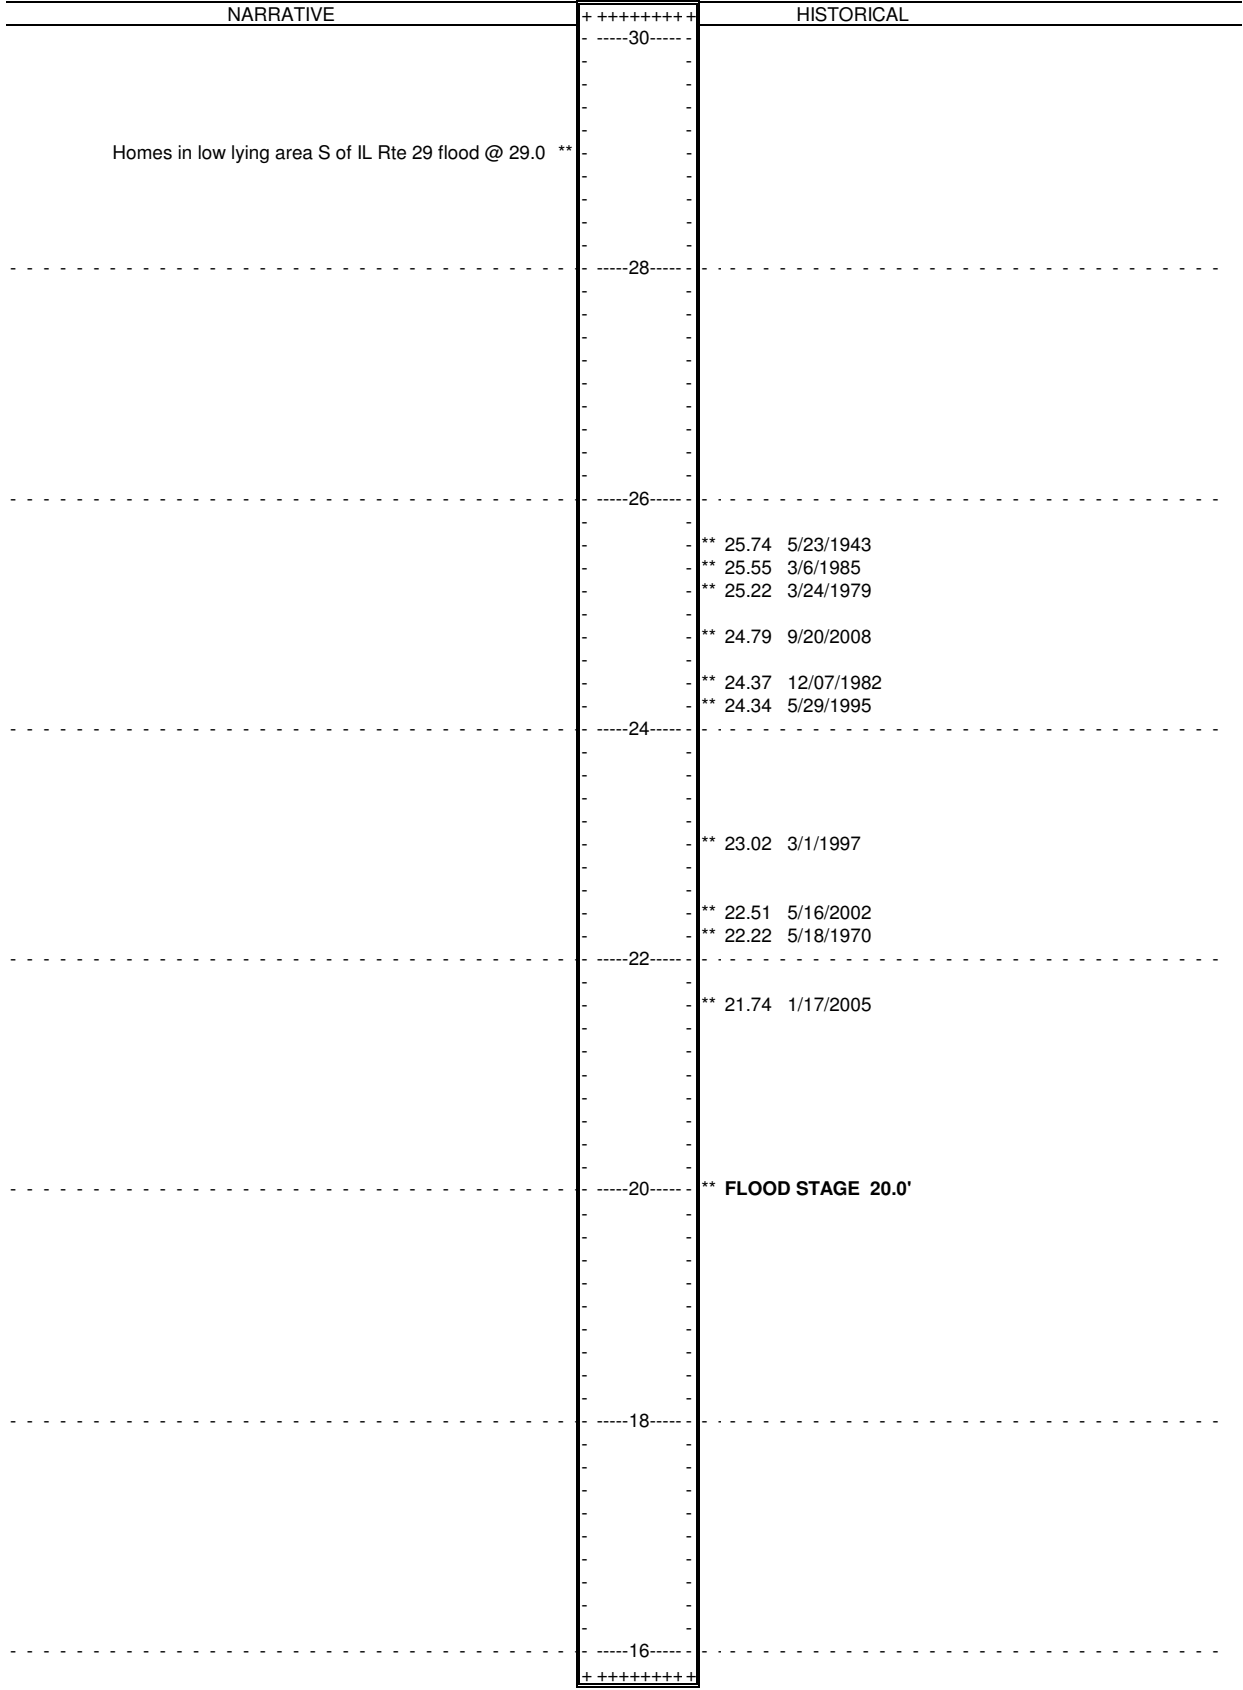 NARRATIVE + +++++++++ HISTORICAL
- -----30----- -
Homes in low lying area S of IL Rte 29 flood @ 29.0 **
- -----28----- -
- -----26----- -
** 25.74 5/23/1943
** 25.55 3/6/1985
** 25.22 3/24/1979
** 24.79 9/20/2008
** 24.37 12/07/1982
** 24.34 5/29/1995
- -----24----- -
** 23.02 3/1/1997
** 22.51 5/16/2002
** 22.22 5/18/1970
- -----22----- -
** 21.74 1/17/2005
- -----20----- - ** FLOOD STAGE 20.0'
- -----18----- -
- -----16----- -
+ +++++++++ +